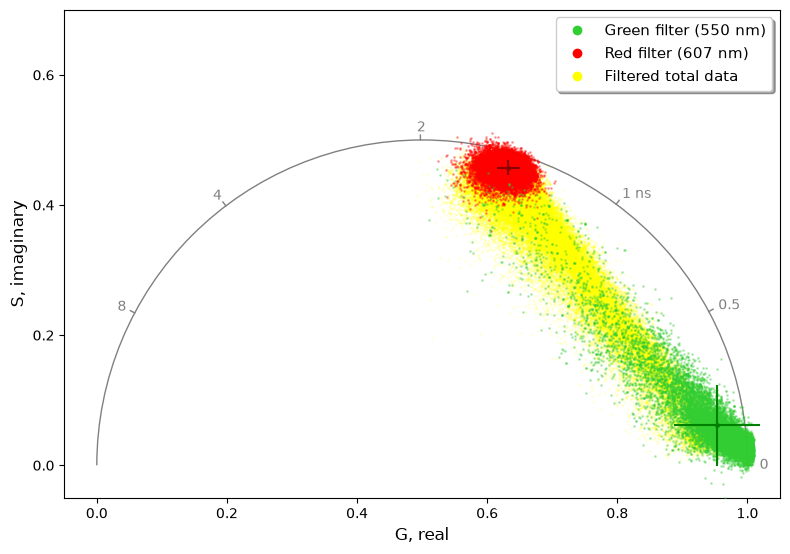 Green filter (550 nm)
Red filter (607 nm)
Filtered total data
0.6
0.4
0.2
0.0
S, imaginary
8
4
2
1 ns
0.5
0
0.0
0.2
0.4
0.6
0.8
1.0
G, real